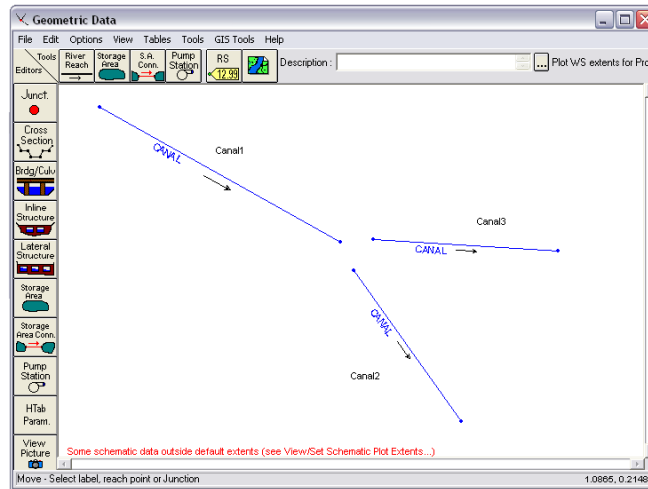 Geometric Data
File Edit Options View Tables Tools GIS Tools Help
Tools
Editors
River
Reach
Storage
Area
S.A.
Conn.
Pump
Station
RS
12.99
Description :
...
Plot WS extents for Pro
Junct.
Cross
Section
Brdg/Culv
Inline
Structure
Lateral
Structure
Storage
Area
Storage
Area Conn.
Pump
Station
HTab
Param.
View
Picture
Canal1
CANAL
Canal3
CANAL
CANAL
Canal2
Some schematic data outside default extents (see View/Set Schematic Plot Extents...)
Move - Select label, reach point or Junction
1.0865, 0.2148